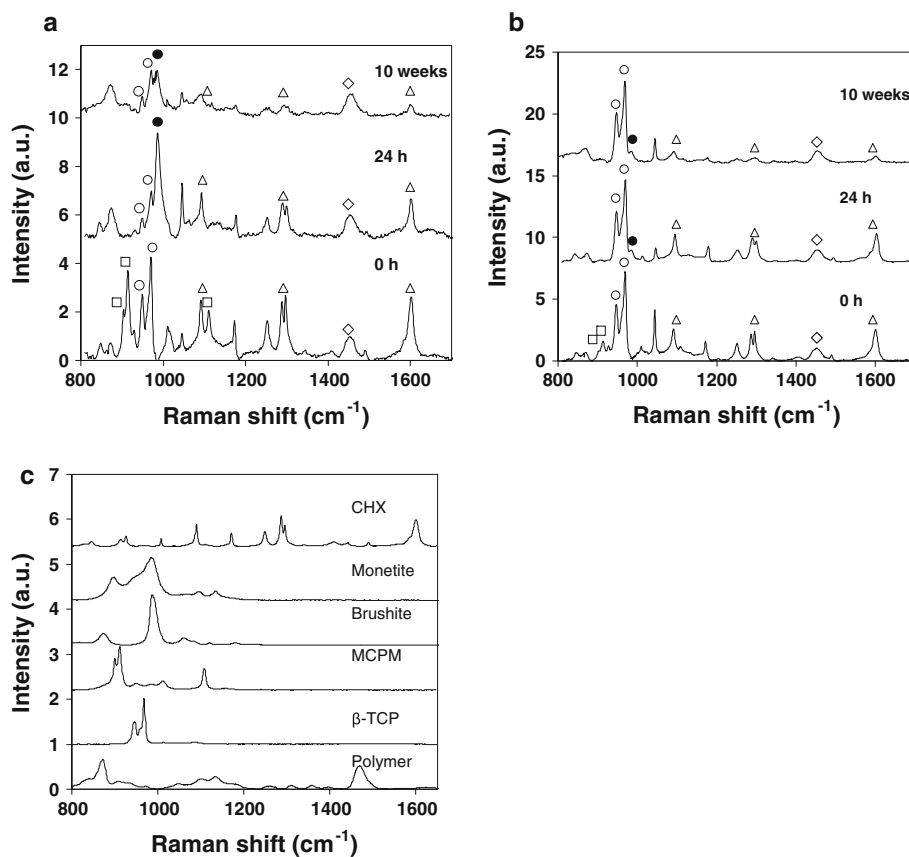 a
12
10
8
6
4
2
0
Intensity (a.u.)
10 weeks
24 h
0 h
800 1000 1200 1400 1600
Raman shift (cm⁻¹)
b
25
20
15
10
5
0
Intensity (a.u.)
10 weeks
24 h
0 h
800 1000 1200 1400 1600
Raman shift (cm⁻¹)
c
7
6
5
4
3
2
1
0
Intensity (a.u.)
CHX
Monetite
Brushite
MCPM
β-TCP
Polymer
800 1000 1200 1400 1600
Raman shift (cm⁻¹)